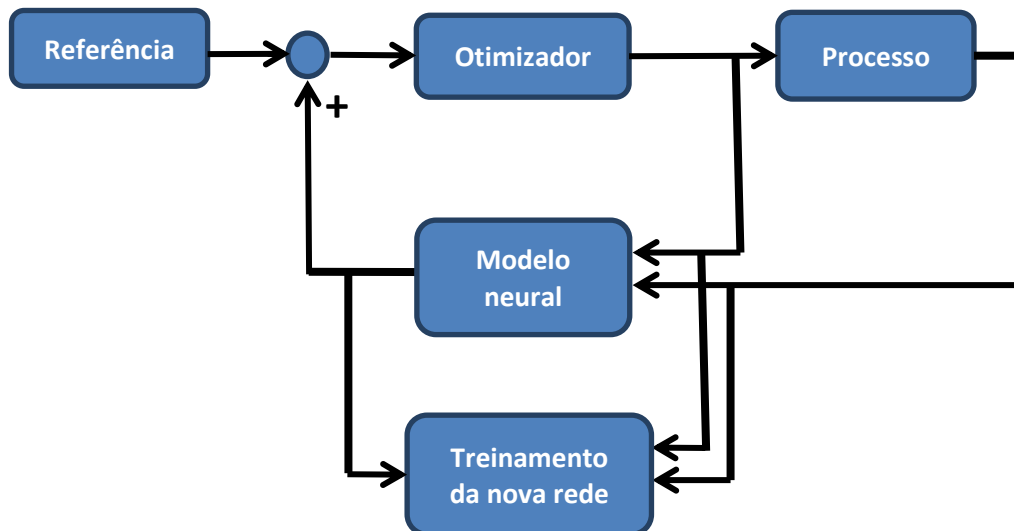 Referência
Otimizador
Processo
+
Modelo
neural
Treinamento
da nova rede